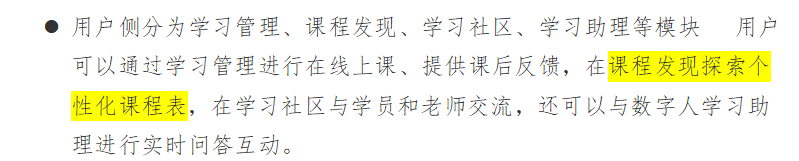 ● 用户侧分为学习管理、课程发现、学习社区、学习助理等模块 用户
可以通过学习管理进行在线上课、提供课后反馈，在课程发现探索个
性化课程表，在学习社区与学员和老师交流，还可以与数字人学习助
理进行实时问答互动。